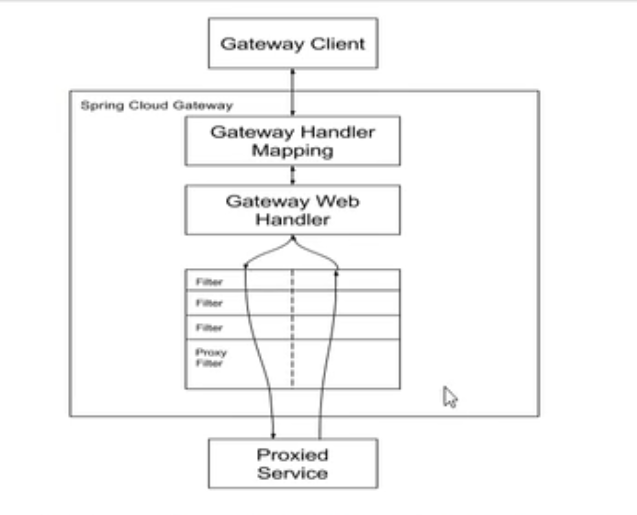 Gateway Client
Spring Cloud Gateway
Gateway Handler
Mapping
Gateway Web
Handler
Filter
Filter
Filter
Proxy
Filter
Proxied
Service